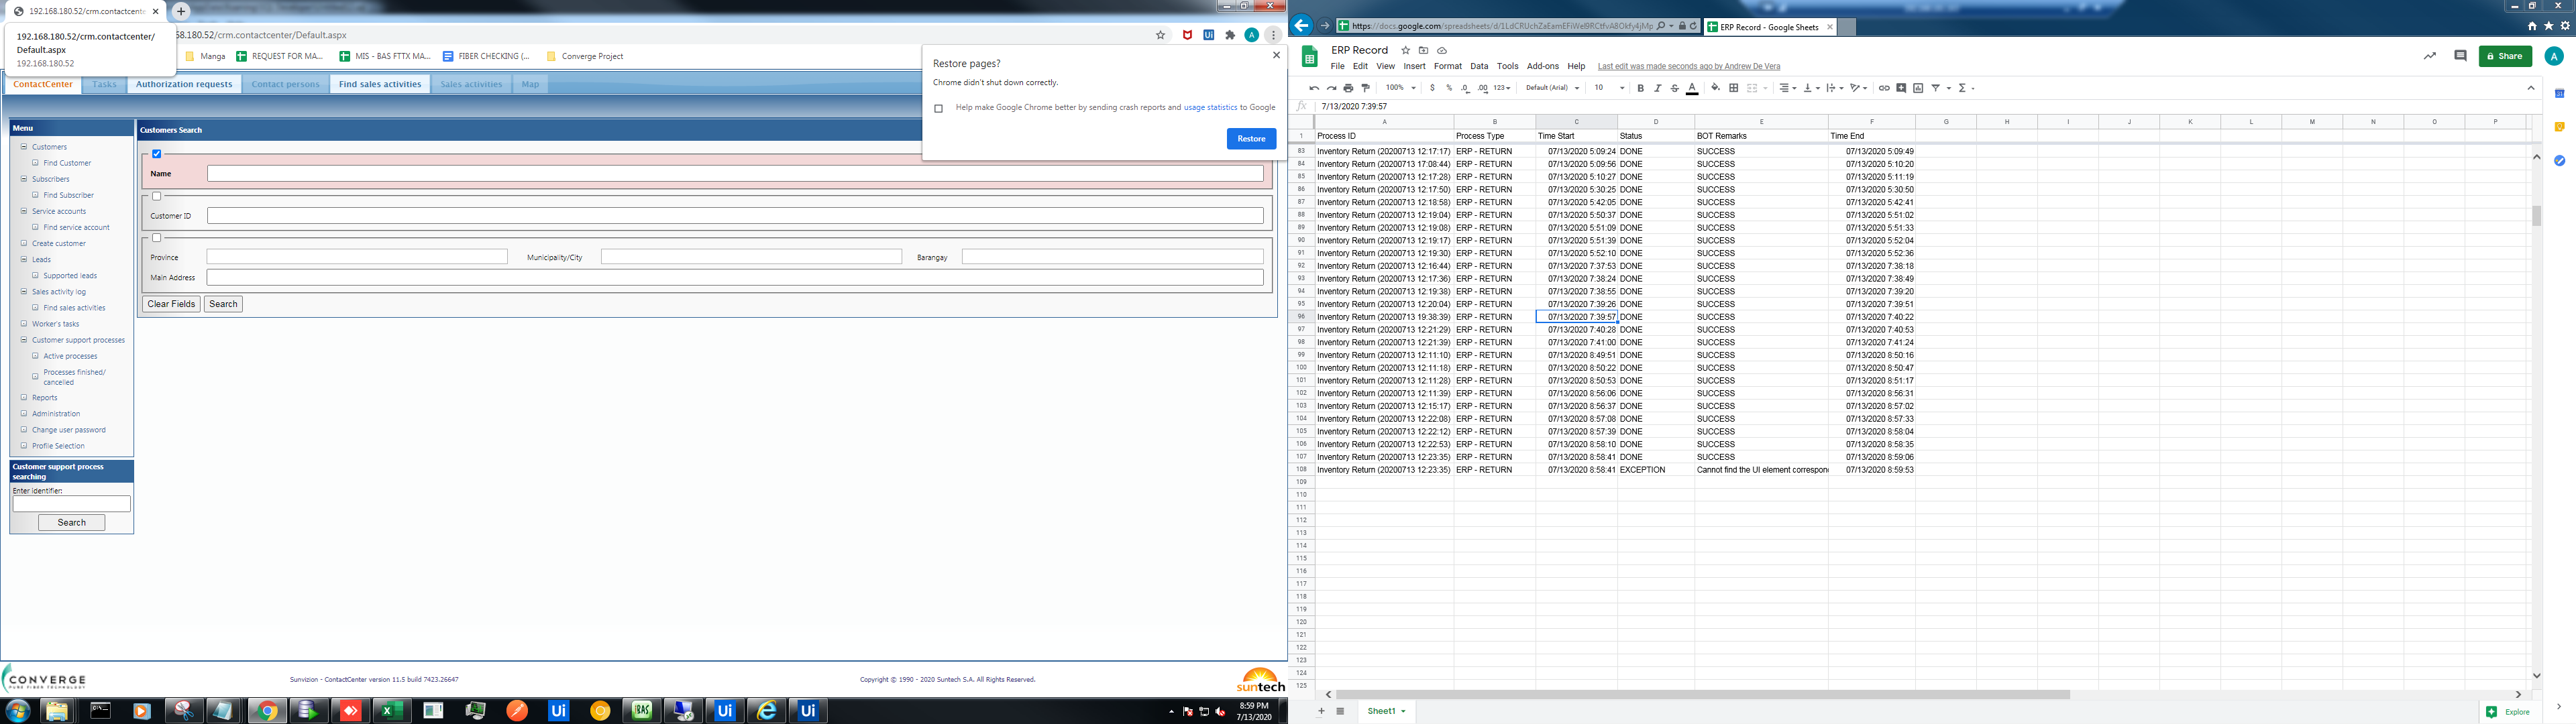 192.168.180.52/crm.contactcente
192.168.180.52/crm.contactcenter/
Default.aspx
192.168.180.52
58.180.52/crm.contactcenter/Default.aspx
Manga
REQUEST FOR MA...
MIS - BAS FTTX MA...
FIBER CHECKING (...
Converge Project
Restore pages?
Chrome didn't shut down correctly.
Help make Google Chrome better by sending crash reports and usage statistics to Google
Restore
ContactCenter
Tasks
Authorization requests
Contact persons
Find sales activities
Sales activities
Map
Menu
Customers
Find Customer
Subscribers
Find Subscriber
Service accounts
Find service account
Create customer
Leads
Supported leads
Sales activity log
Find sales activities
Worker's tasks
Customer support processes
Active processes
Processes finished/
cancelled
Reports
Administration
Change user password
Profile Selection
Customer support process
searching
Enter identifier:
Search
Customers Search
Name
Customer ID
Province
Municipality/City
Barangay
Main Address
Clear Fields
Search
CONVERGE
PURE FIBER TECHNOLOGY
Sunvizion - ContactCenter version 11.5 build 7423.26647
Copyright © 1990 - 2020 Suntech S.A. All Rights Reserved.
suntech
8:59 PM
7/13/2020
ERP Record - Google Sheets
ERP Record
File Edit View Insert Format Data Tools Add-ons Help
Last edit was made seconds ago by Andrew De Vera
Share
100% $ % .0 .00 123 Default (Arial) 10 B I S A
fx 7/13/2020 7:39:57
A B C D E F G H I J K L M N O P
1 Process ID Process Type Time Start Status BOT Remarks Time End
83 Inventory Return (20200713 12:17:17) ERP - RETURN 07/13/2020 5:09:24 DONE SUCCESS 07/13/2020 5:09:49
84 Inventory Return (20200713 17:08:44) ERP - RETURN 07/13/2020 5:09:56 DONE SUCCESS 07/13/2020 5:10:20
85 Inventory Return (20200713 12:17:28) ERP - RETURN 07/13/2020 5:10:27 DONE SUCCESS 07/13/2020 5:11:19
86 Inventory Return (20200713 12:17:50) ERP - RETURN 07/13/2020 5:30:25 DONE SUCCESS 07/13/2020 5:30:50
87 Inventory Return (20200713 12:18:58) ERP - RETURN 07/13/2020 5:42:05 DONE SUCCESS 07/13/2020 5:42:41
88 Inventory Return (20200713 12:19:04) ERP - RETURN 07/13/2020 5:50:37 DONE SUCCESS 07/13/2020 5:51:02
89 Inventory Return (20200713 12:19:08) ERP - RETURN 07/13/2020 5:51:09 DONE SUCCESS 07/13/2020 5:51:33
90 Inventory Return (20200713 12:19:17) ERP - RETURN 07/13/2020 5:51:39 DONE SUCCESS 07/13/2020 5:52:04
91 Inventory Return (20200713 12:19:30) ERP - RETURN 07/13/2020 5:52:10 DONE SUCCESS 07/13/2020 5:52:36
92 Inventory Return (20200713 12:16:44) ERP - RETURN 07/13/2020 7:37:53 DONE SUCCESS 07/13/2020 7:38:18
93 Inventory Return (20200713 12:17:36) ERP - RETURN 07/13/2020 7:38:24 DONE SUCCESS 07/13/2020 7:38:49
94 Inventory Return (20200713 12:19:38) ERP - RETURN 07/13/2020 7:38:55 DONE SUCCESS 07/13/2020 7:39:20
95 Inventory Return (20200713 12:20:04) ERP - RETURN 07/13/2020 7:39:26 DONE SUCCESS 07/13/2020 7:39:51
96 Inventory Return (20200713 19:38:39) ERP - RETURN 07/13/2020 7:39:57 DONE SUCCESS 07/13/2020 7:40:22
97 Inventory Return (20200713 12:21:29) ERP - RETURN 07/13/2020 7:40:28 DONE SUCCESS 07/13/2020 7:40:53
98 Inventory Return (20200713 12:21:39) ERP - RETURN 07/13/2020 7:41:00 DONE SUCCESS 07/13/2020 7:41:24
99 Inventory Return (20200713 12:11:10) ERP - RETURN 07/13/2020 8:49:51 DONE SUCCESS 07/13/2020 8:50:16
100 Inventory Return (20200713 12:11:18) ERP - RETURN 07/13/2020 8:50:22 DONE SUCCESS 07/13/2020 8:50:47
101 Inventory Return (20200713 12:11:28) ERP - RETURN 07/13/2020 8:50:53 DONE SUCCESS 07/13/2020 8:51:17
102 Inventory Return (20200713 12:11:39) ERP - RETURN 07/13/2020 8:56:06 DONE SUCCESS 07/13/2020 8:56:31
103 Inventory Return (20200713 12:15:17) ERP - RETURN 07/13/2020 8:56:37 DONE SUCCESS 07/13/2020 8:57:02
104 Inventory Return (20200713 12:22:08) ERP - RETURN 07/13/2020 8:57:08 DONE SUCCESS 07/13/2020 8:57:33
105 Inventory Return (20200713 12:22:12) ERP - RETURN 07/13/2020 8:57:39 DONE SUCCESS 07/13/2020 8:58:04
106 Inventory Return (20200713 12:22:53) ERP - RETURN 07/13/2020 8:58:10 DONE SUCCESS 07/13/2020 8:58:35
107 Inventory Return (20200713 12:23:35) ERP - RETURN 07/13/2020 8:58:41 DONE SUCCESS 07/13/2020 8:59:06
108 Inventory Return (20200713 12:23:35) ERP - RETURN 07/13/2020 8:58:41 EXCEPTION Cannot find the UI element correspon 07/13/2020 8:59:53
109
110
111
112
113
114
115
116
117
118
119
120
121
122
123
124
125
Sheet1
Explore